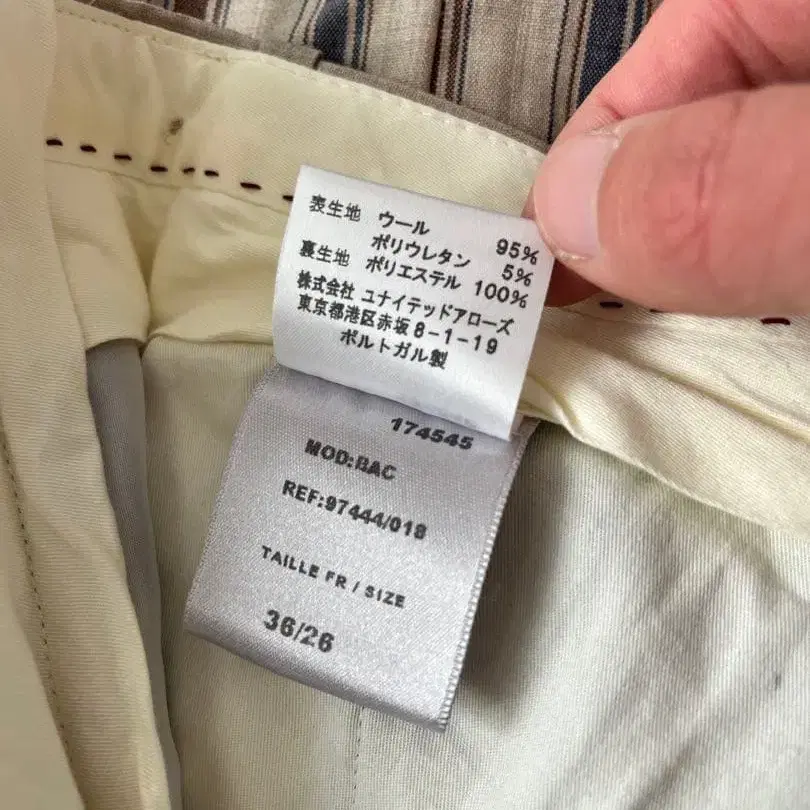 表生地 ウール 95%
ポリウレタン 5%
裏生地 ポリエステル 100%
株式会社 ユナイテッドアローズ
東京都港区赤坂8-1-19
ポルトガル製
174545
MOD:BAC
REF:97444/018
TAILLE FR / SIZE
36/26